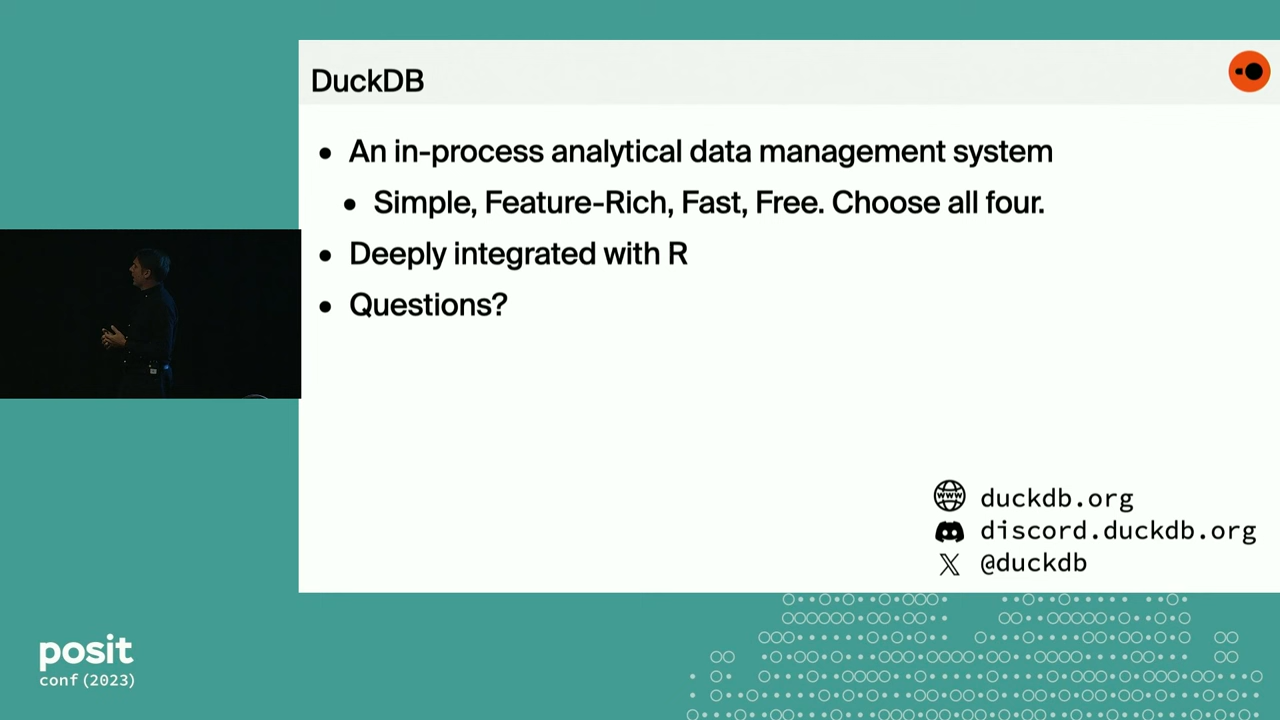 DuckDB
• An in-process analytical data management system
• Simple, Feature-Rich, Fast, Free. Choose all four.
• Deeply integrated with R
• Questions?
www duckdb.org
discord.duckdb.org
𝕏 @duckdb
posit
conf(2023)